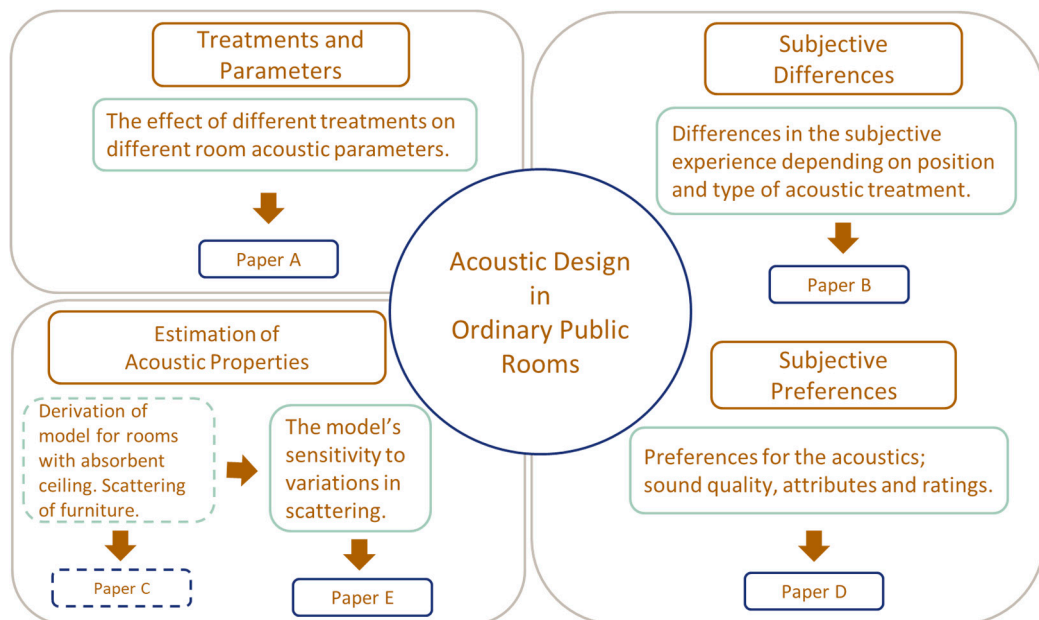 Treatments and
Parameters
The effect of different treatments on
different room acoustic parameters.
Paper A
Subjective
Differences
Differences in the subjective
experience depending on position
and type of acoustic treatment.
Paper B
Acoustic Design
in
Ordinary Public
Rooms
Estimation of
Acoustic Properties
Derivation of
model for rooms
with absorbent
ceiling. Scattering
of furniture.
Paper C
The model’s
sensitivity to
variations in
scattering.
Paper E
Subjective
Preferences
Preferences for the acoustics;
sound quality, attributes and ratings.
Paper D